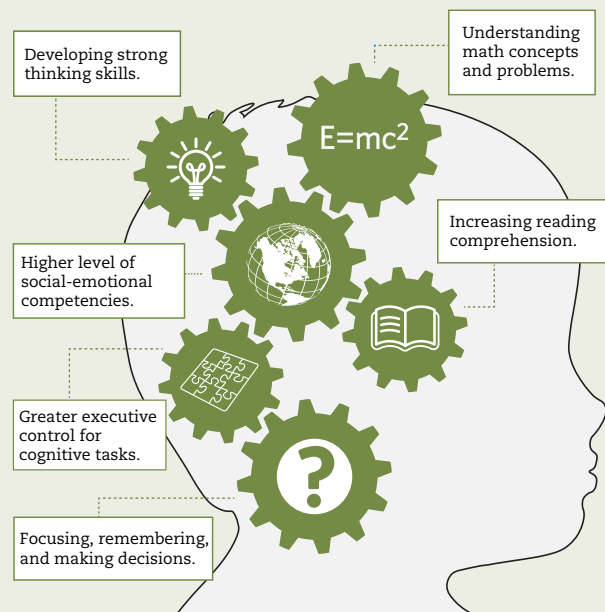 Developing strong
thinking skills.
Understanding
math concepts
and problems.
E=mc²
Increasing reading
comprehension.
Higher level of
social-emotional
competencies.
Greater executive
control for
cognitive tasks.
?
Focusing, remembering,
and making decisions.